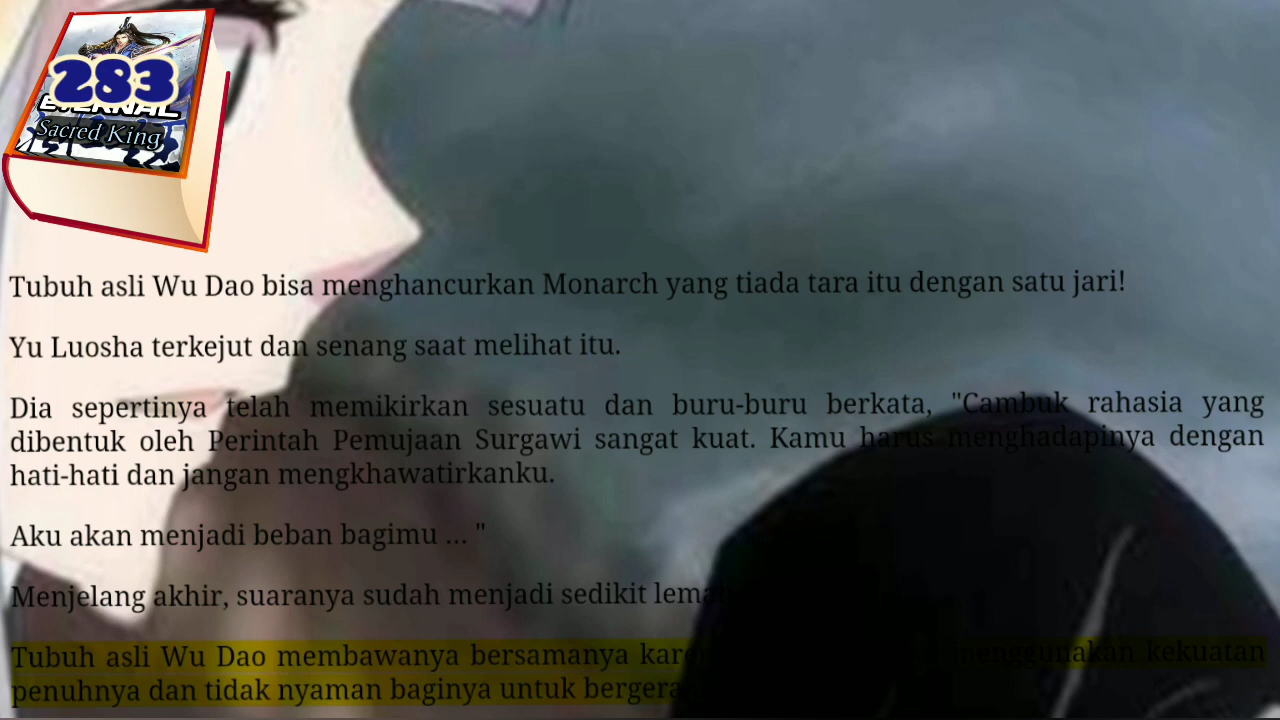 283
ETERNAL
Sacred King
Tubuh asli Wu Dao bisa menghancurkan Monarch yang tiada tara itu dengan satu jari!
Yu Luosha terkejut dan senang saat melihat itu.
Dia sepertinya telah memikirkan sesuatu dan buru-buru berkata, "Cambuk rahasia yang
dibentuk oleh Perintah Pemujaan Surgawi sangat kuat. Kamu harus menghadapinya dengan
hati-hati dan jangan mengkhawatirkanku.
Aku akan menjadi beban bagimu ... "
Menjelang akhir, suaranya sudah menjadi sedikit
Tubuh asli Wu Dao membawanya bersamanya menggunakan kekuatan
penuhnya dan tidak nyaman baginya untuk